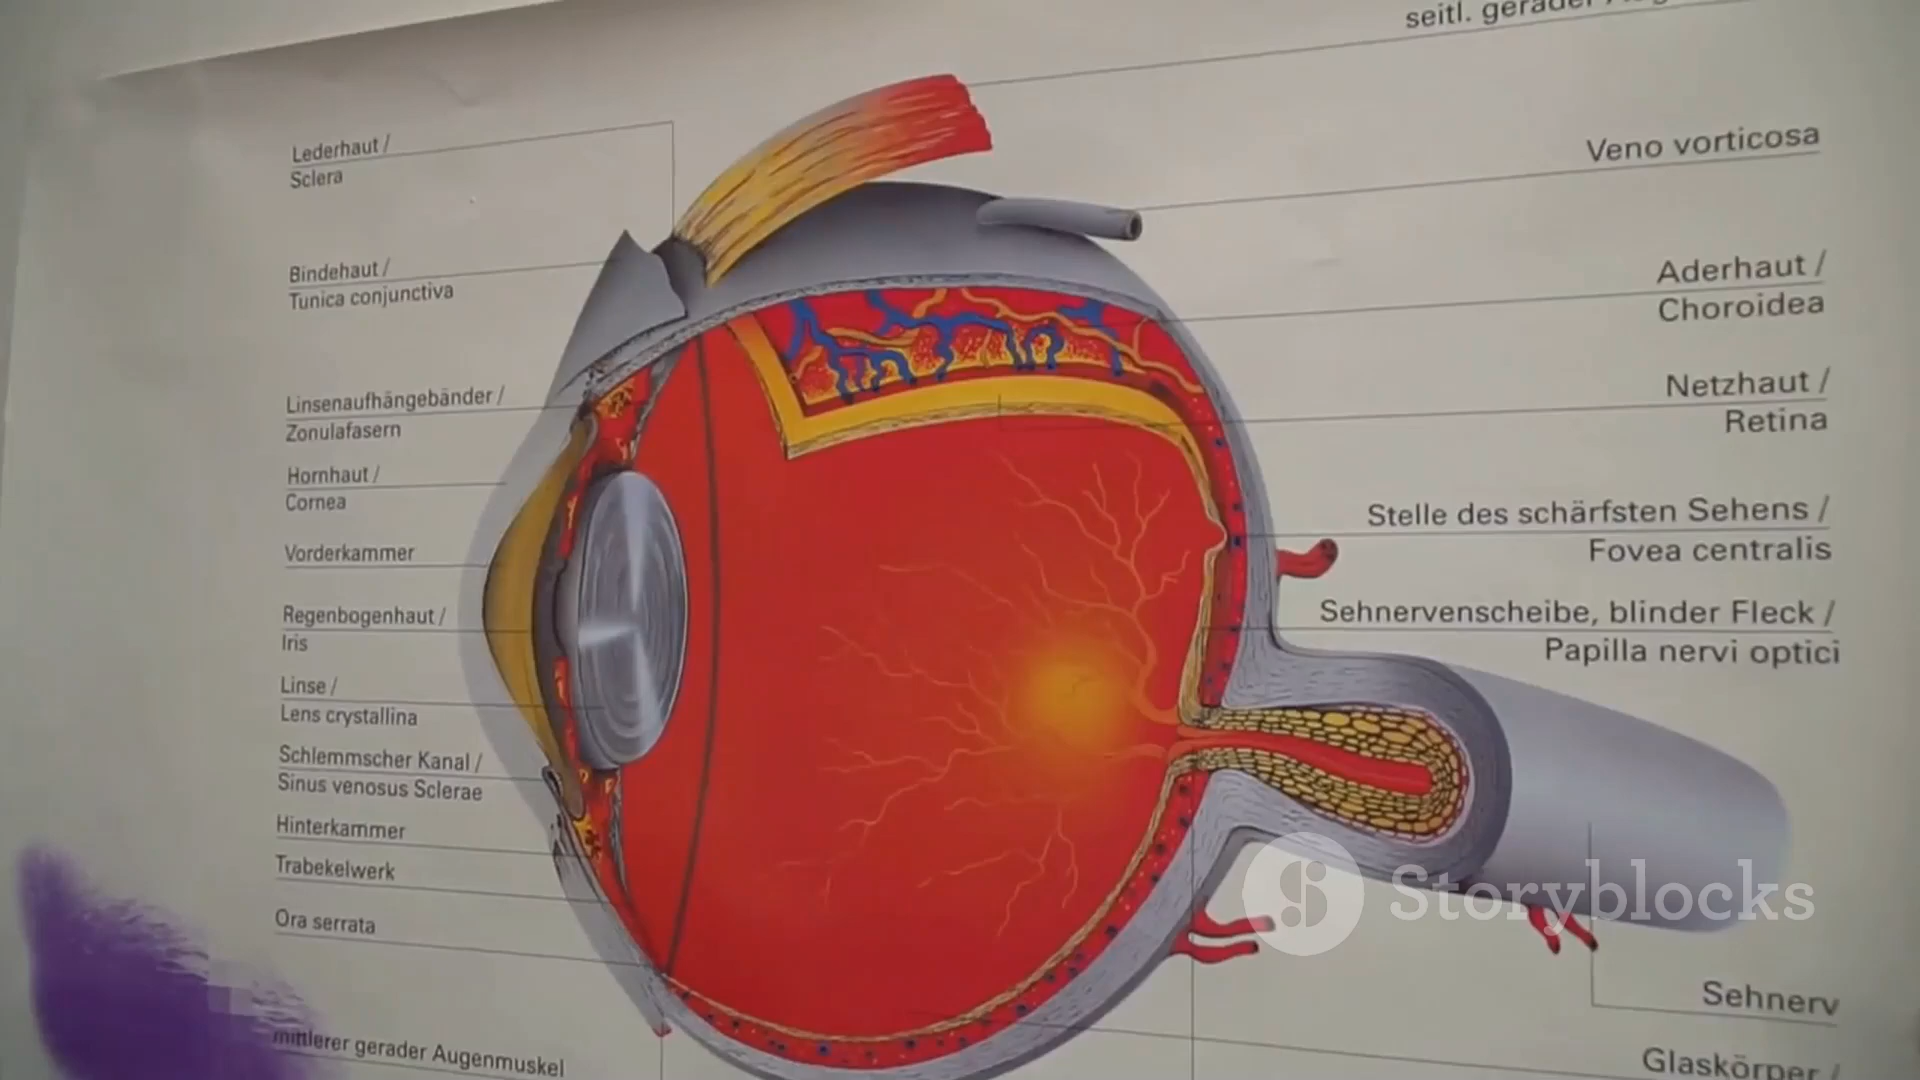 seitl. gerader
Lederhaut /
Sclera
Bindehaut /
Tunica conjunctiva
Linsenaufhängebänder /
Zonulafasern
Hornhaut /
Cornea
Vorderkammer
Regenbogenhaut /
Iris
Linse /
Lens crystallina
Schlemmscher Kanal /
Sinus venosus Sclerae
Hinterkammer
Trabekelwerk
Ora serrata
mittlerer gerader Augenmuskel
Veno vorticosa
Aderhaut /
Choroidea
Netzhaut /
Retina
Stelle des schärfsten Sehens /
Fovea centralis
Sehnervenscheibe, blinder Fleck /
Papilla nervi optici
Storyblocks
Sehnerv
Glaskörper /